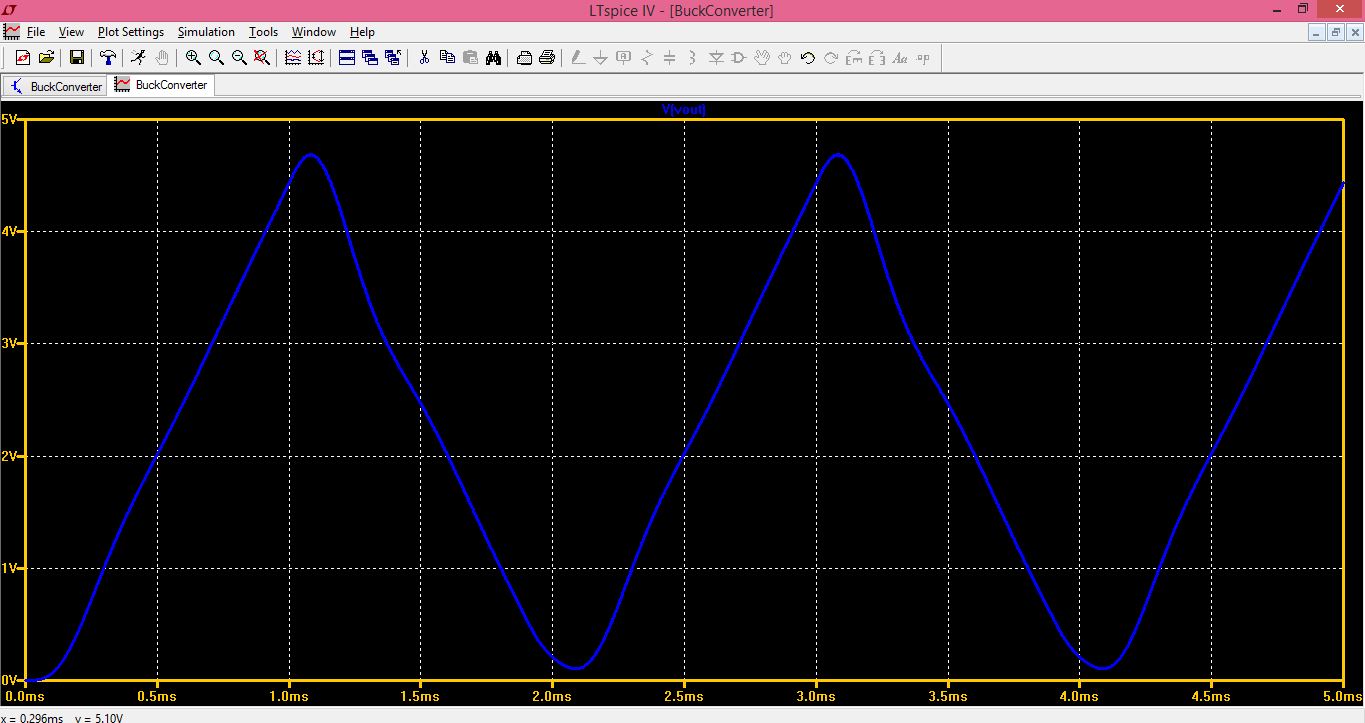 LTspice IV - [BuckConverter]
File View Plot Settings Simulation Tools Window Help
BuckConverter BuckConverter
V(vout)
5V
4V
3V
2V
1V
0V
0.0ms 0.5ms 1.0ms 1.5ms 2.0ms 2.5ms 3.0ms 3.5ms 4.0ms 4.5ms 5.0ms
x = 0.296ms y = 5.10V